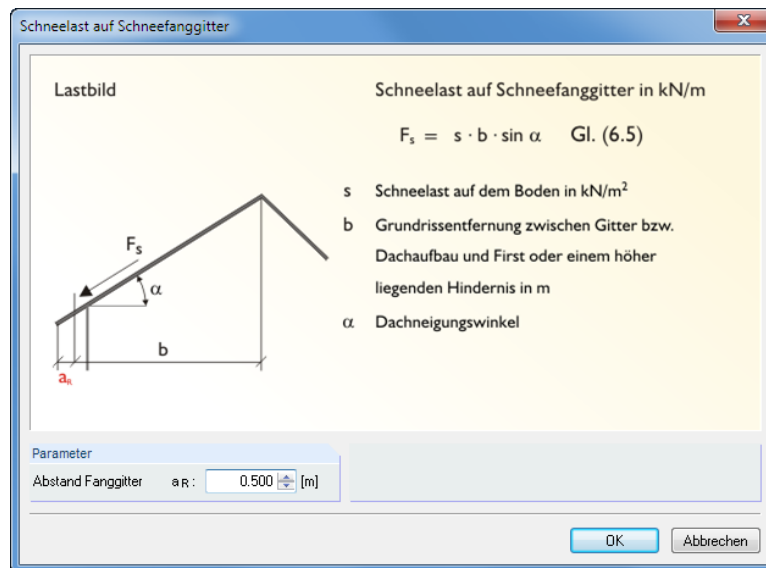 Schneelast auf Schneefanggitter
x
Lastbild
Schneelast auf Schneefanggitter in kN/m
Fₛ = s · b · sin α Gl. (6.5)
s Schneelast auf dem Boden in kN/m²
b Grundrissentfernung zwischen Gitter bzw.
Dachaufbau und First oder einem höher
liegenden Hindernis in m
α Dachneigungswinkel
Fₛ
α
b
aR
Parameter
Abstand Fanggitter aR: 0.500 [m]
OK
Abbrechen